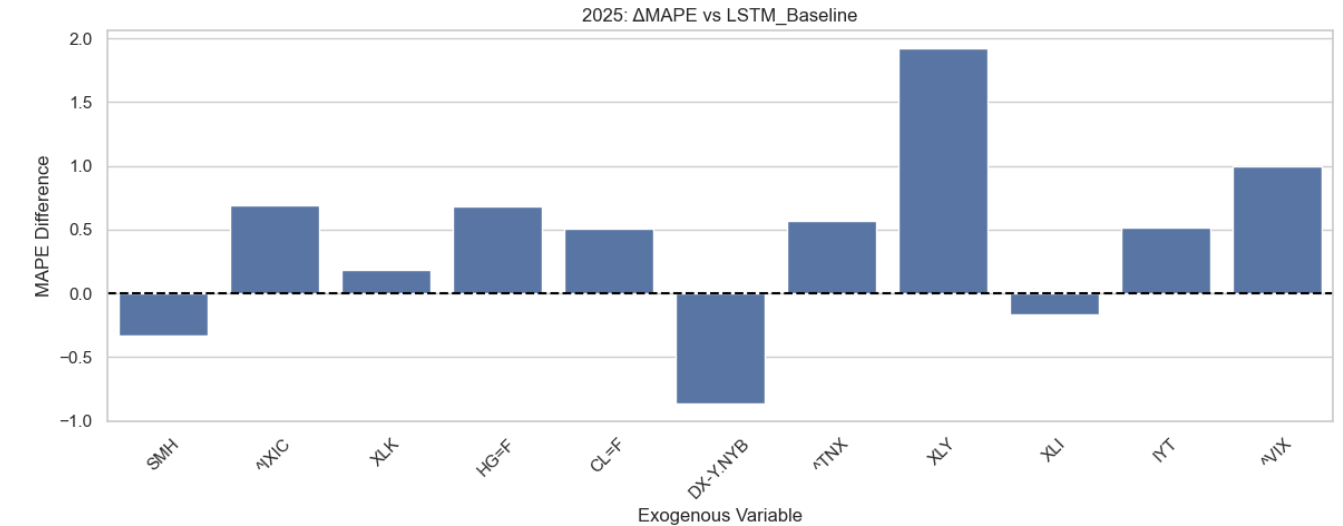 2025: ΔMAPE vs LSTM_Baseline
MAPE Difference
2.0
1.5
1.0
0.5
0.0
−0.5
−1.0
SMH
^IXIC
XLK
HG=F
CL=F
DX-Y.NYB
^TNX
XLY
XLI
IYT
^VIX
Exogenous Variable